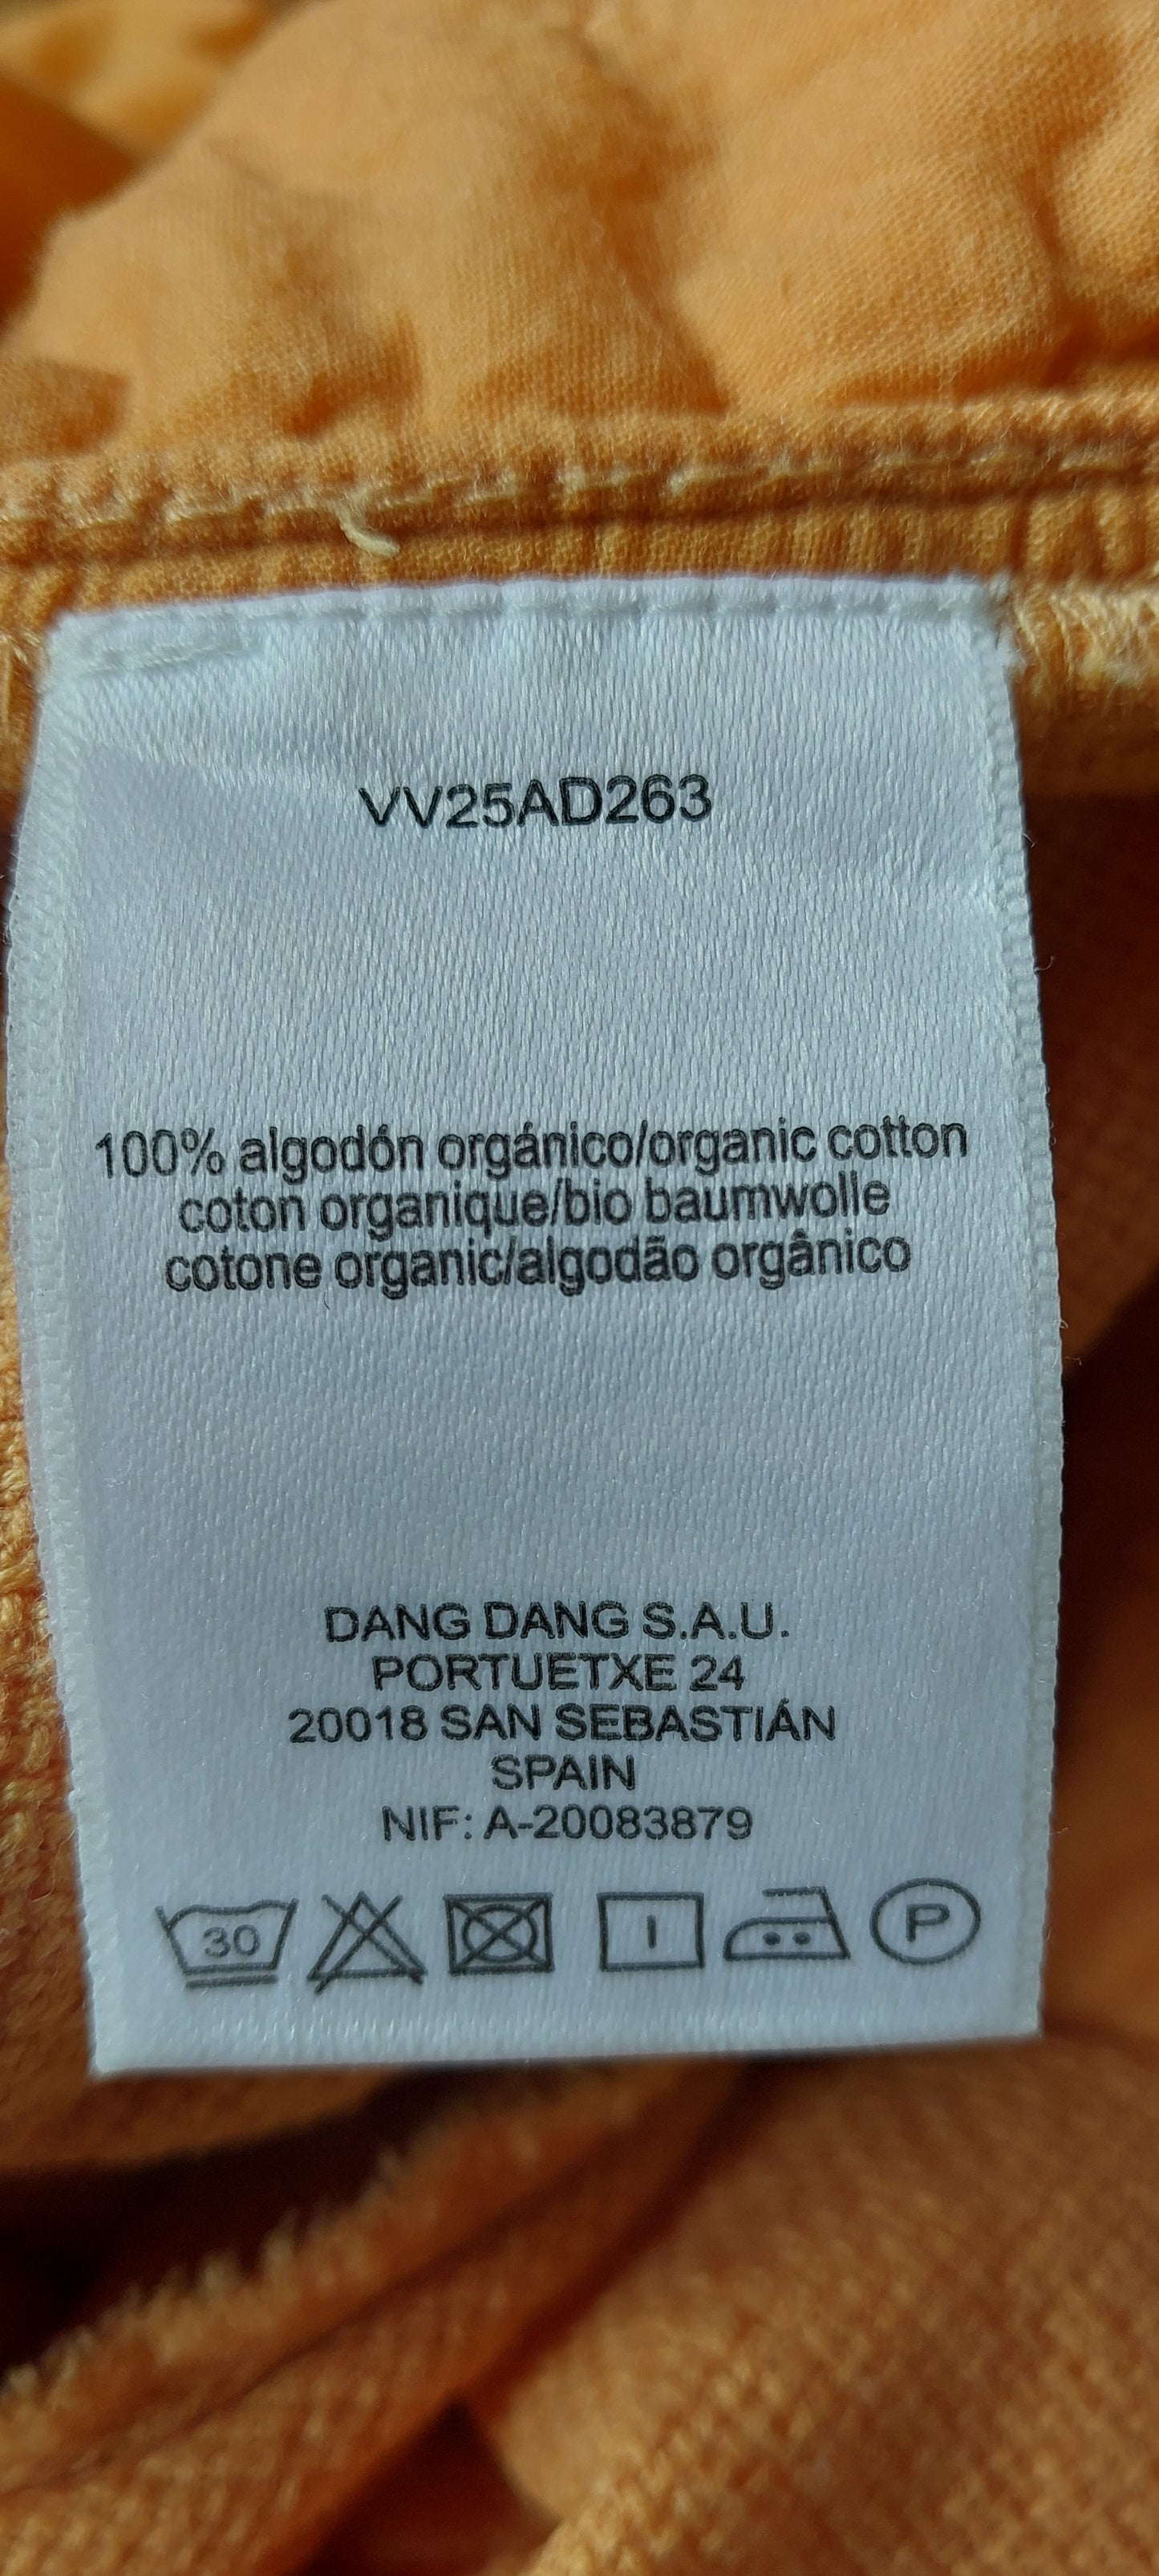 VV25AD263
100% algodón orgánico/organic cotton
coton organique/bio baumwolle
cotone organic/algodão orgânico
DANG DANG S.A.U.
PORTUETXE 24
20018 SAN SEBASTIÁN
SPAIN
NIF: A-20083879
30 P